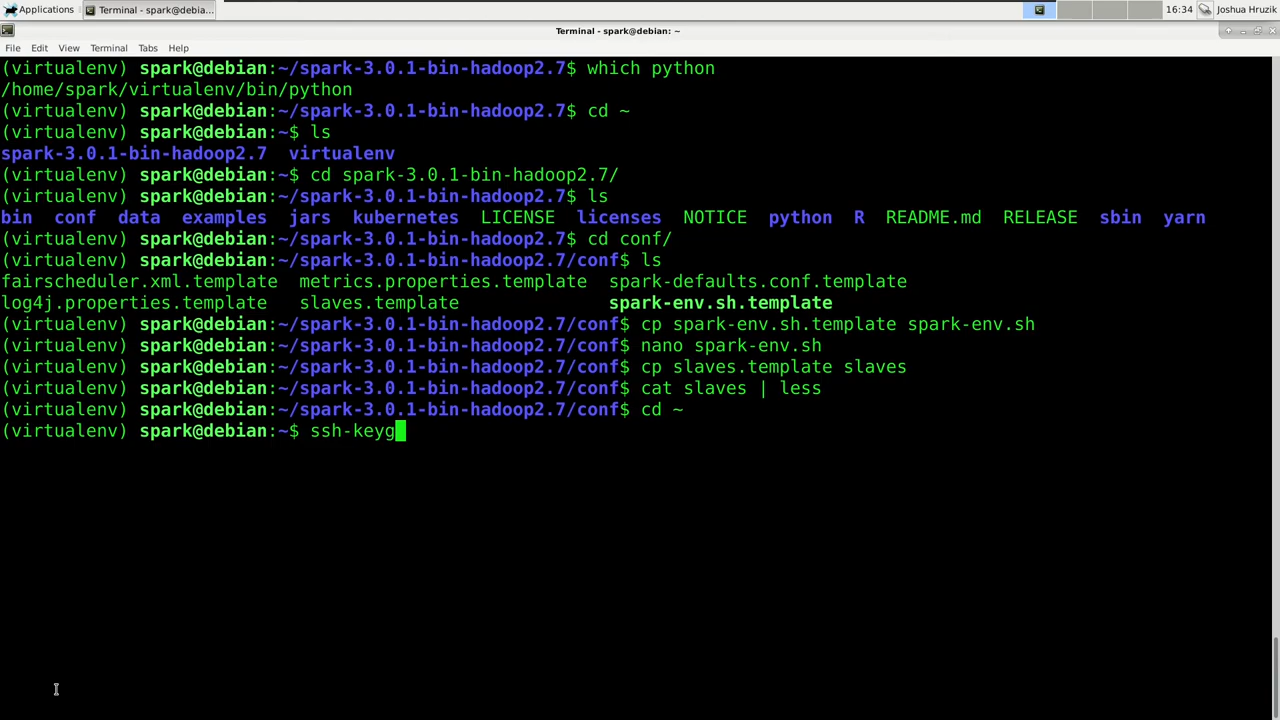 Applications Terminal - spark@debia... 16:34 Joshua Hruzik
Terminal - spark@debian: ~
File Edit View Terminal Tabs Help
(virtualenv) spark@debian:~/spark-3.0.1-bin-hadoop2.7$ which python
/home/spark/virtualenv/bin/python
(virtualenv) spark@debian:~/spark-3.0.1-bin-hadoop2.7$ cd ~
(virtualenv) spark@debian:~$ ls
spark-3.0.1-bin-hadoop2.7 virtualenv
(virtualenv) spark@debian:~$ cd spark-3.0.1-bin-hadoop2.7/
(virtualenv) spark@debian:~/spark-3.0.1-bin-hadoop2.7$ ls
bin conf data examples jars kubernetes LICENSE licenses NOTICE python R README.md RELEASE sbin yarn
(virtualenv) spark@debian:~/spark-3.0.1-bin-hadoop2.7$ cd conf/
(virtualenv) spark@debian:~/spark-3.0.1-bin-hadoop2.7/conf$ ls
fairscheduler.xml.template metrics.properties.template spark-defaults.conf.template
log4j.properties.template slaves.template spark-env.sh.template
(virtualenv) spark@debian:~/spark-3.0.1-bin-hadoop2.7/conf$ cp spark-env.sh.template spark-env.sh
(virtualenv) spark@debian:~/spark-3.0.1-bin-hadoop2.7/conf$ nano spark-env.sh
(virtualenv) spark@debian:~/spark-3.0.1-bin-hadoop2.7/conf$ cp slaves.template slaves
(virtualenv) spark@debian:~/spark-3.0.1-bin-hadoop2.7/conf$ cat slaves | less
(virtualenv) spark@debian:~/spark-3.0.1-bin-hadoop2.7/conf$ cd ~
(virtualenv) spark@debian:~$ ssh-keyg